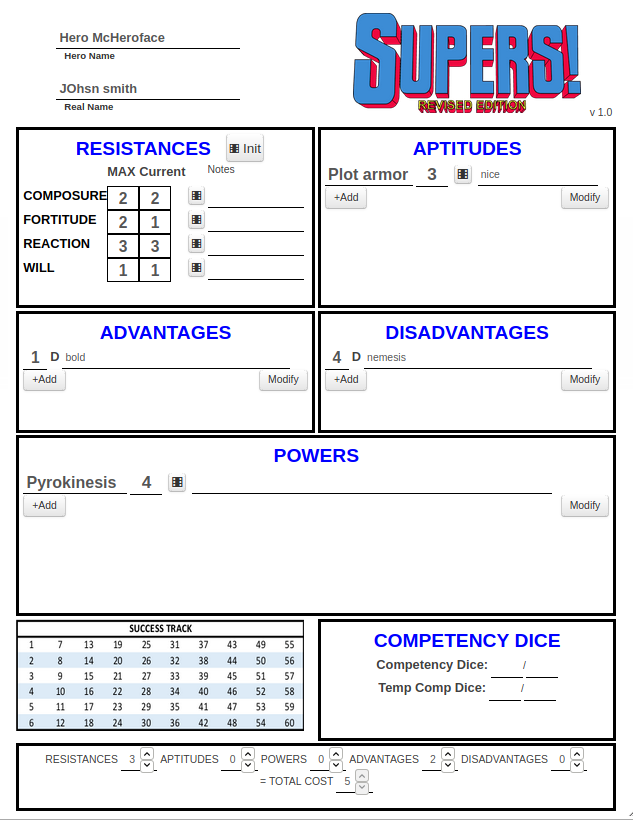 Hero McHeroface
Hero Name
JOhsn smith
Real Name
SUPERS!
REVISED EDITION
v 1.0
RESISTANCES Init
MAX Current Notes
COMPOSURE 2 2
FORTITUDE 2 1
REACTION 3 3
WILL 1 1
APTITUDES
Plot armor 3 nice
+Add Modify
ADVANTAGES
1 D bold
+Add Modify
DISADVANTAGES
4 D nemesis
+Add Modify
POWERS
Pyrokinesis 4
+Add Modify
SUCCESS TRACK
1 7 13 19 25 31 37 43 49 55
2 8 14 20 26 32 38 44 50 56
3 9 15 21 27 33 39 45 51 57
4 10 16 22 28 34 40 46 52 58
5 11 17 23 29 35 41 47 53 59
6 12 18 24 30 36 42 48 54 60
COMPETENCY DICE
Competency Dice: /
Temp Comp Dice: /
RESISTANCES 3 APTITUDES 0 POWERS 0 ADVANTAGES 2 DISADVANTAGES 0
= TOTAL COST 5